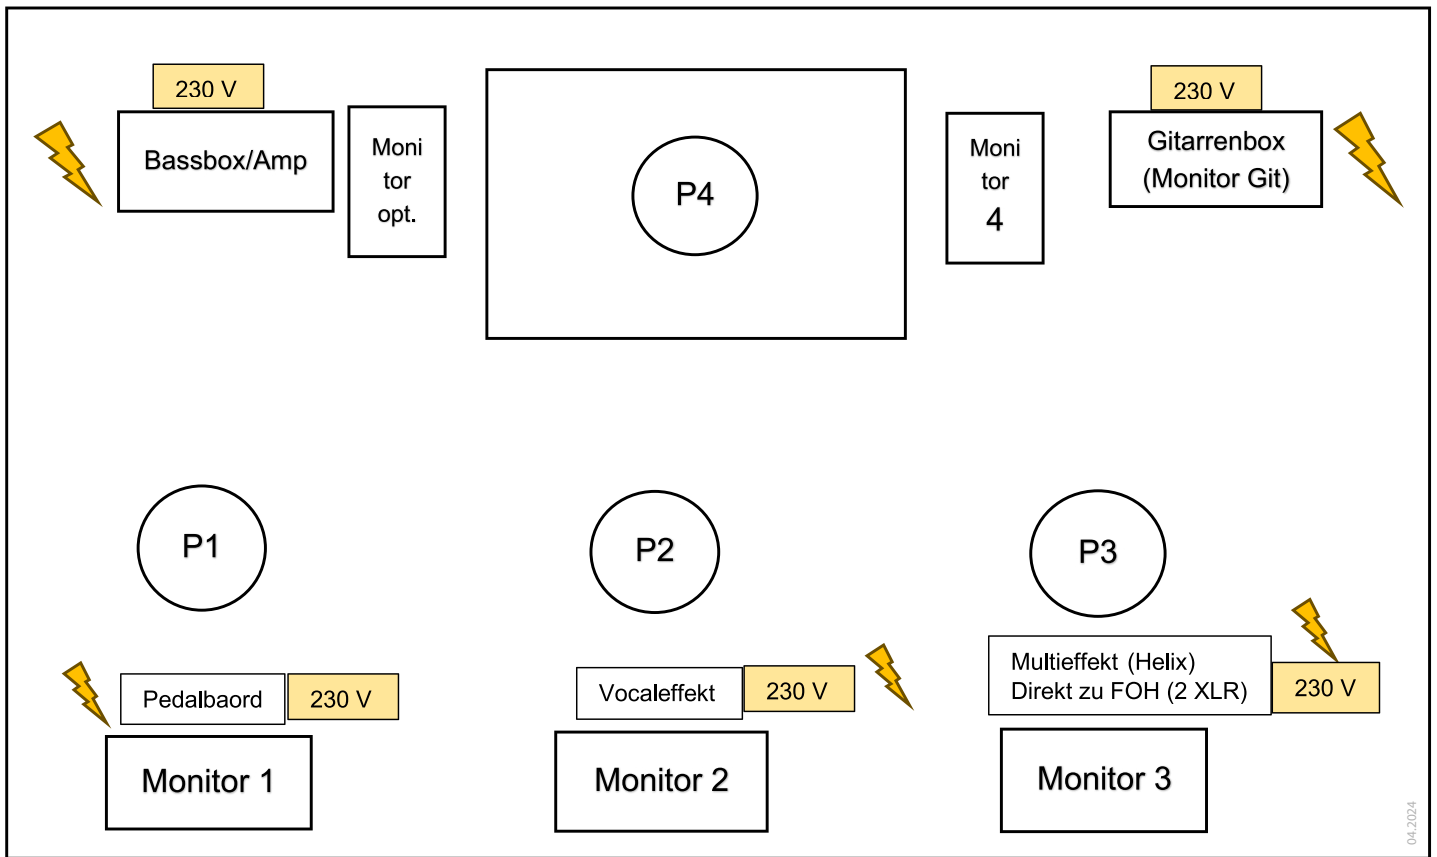 230 V
Bassbox/Amp
Moni
tor
opt.
P4
Moni
tor
4
230 V
Gitarrenbox
(Monitor Git)
P1
P2
P3
Pedalbaord
230 V
Vocaleffekt
230 V
Multieffekt (Helix)
Direkt zu FOH (2 XLR)
230 V
Monitor 1
Monitor 2
Monitor 3
04.2024